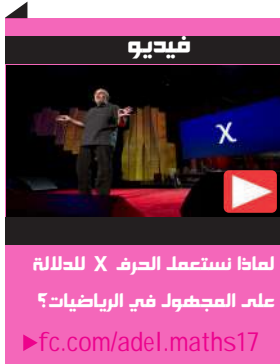 فيديو
X
لماذا نستعمل الحرف X للدلالة
على المجهول في الرياضيات؟
►fc.com/adel.maths17